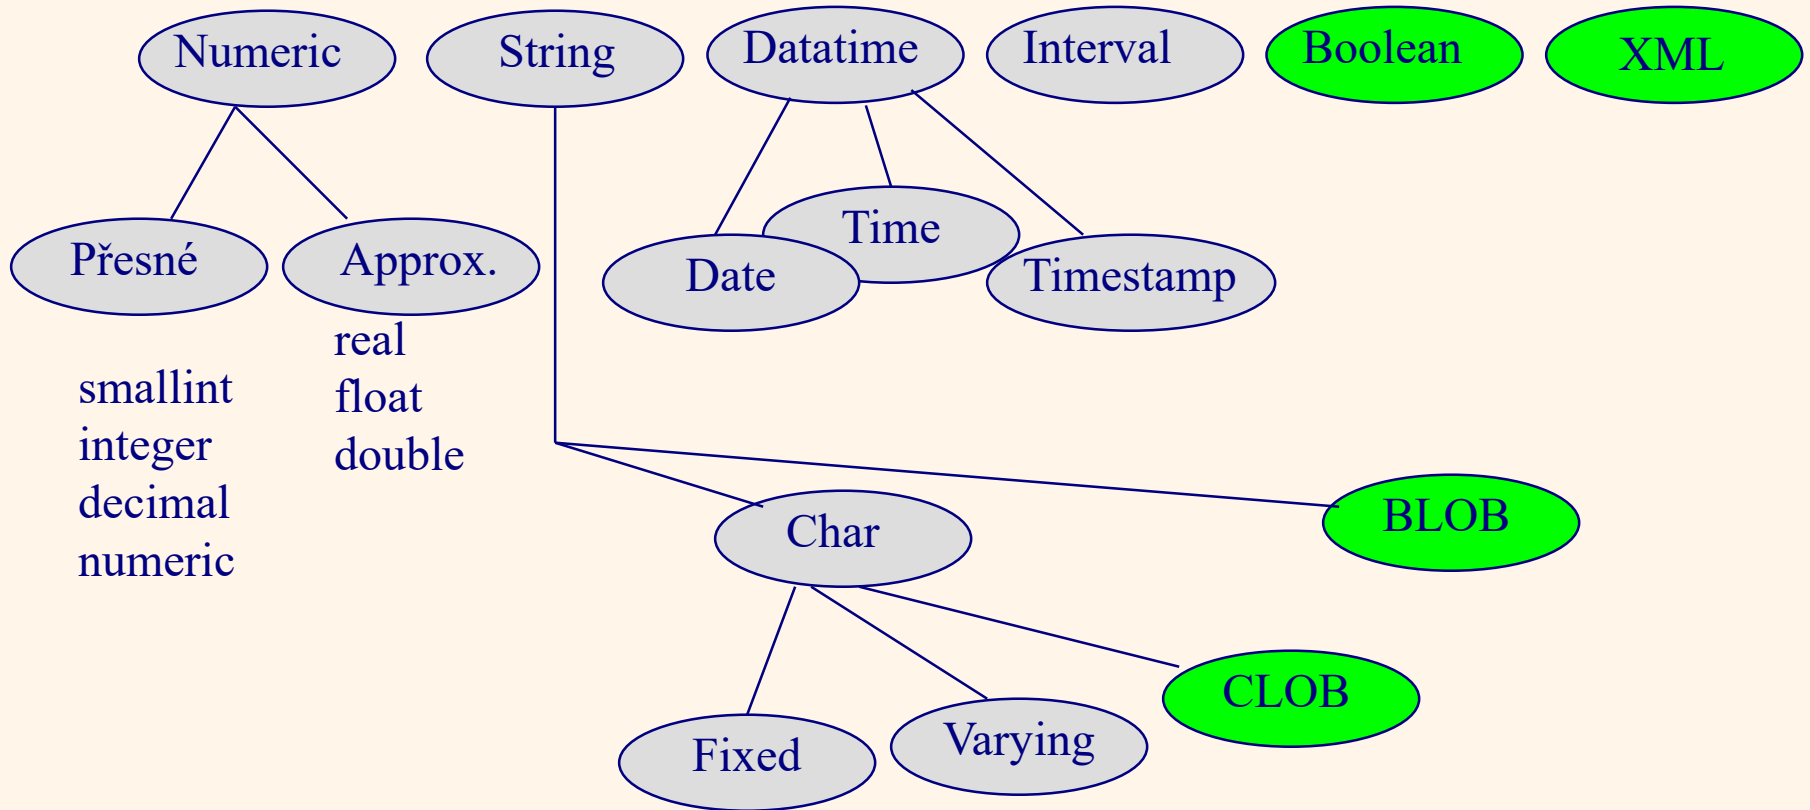 Numeric
String
Datatime
Interval
Boolean
XML
Přesné
Approx.
Time
Date
Timestamp
real
float
double
smallint
integer
decimal
numeric
Char
BLOB
Fixed
Varying
CLOB